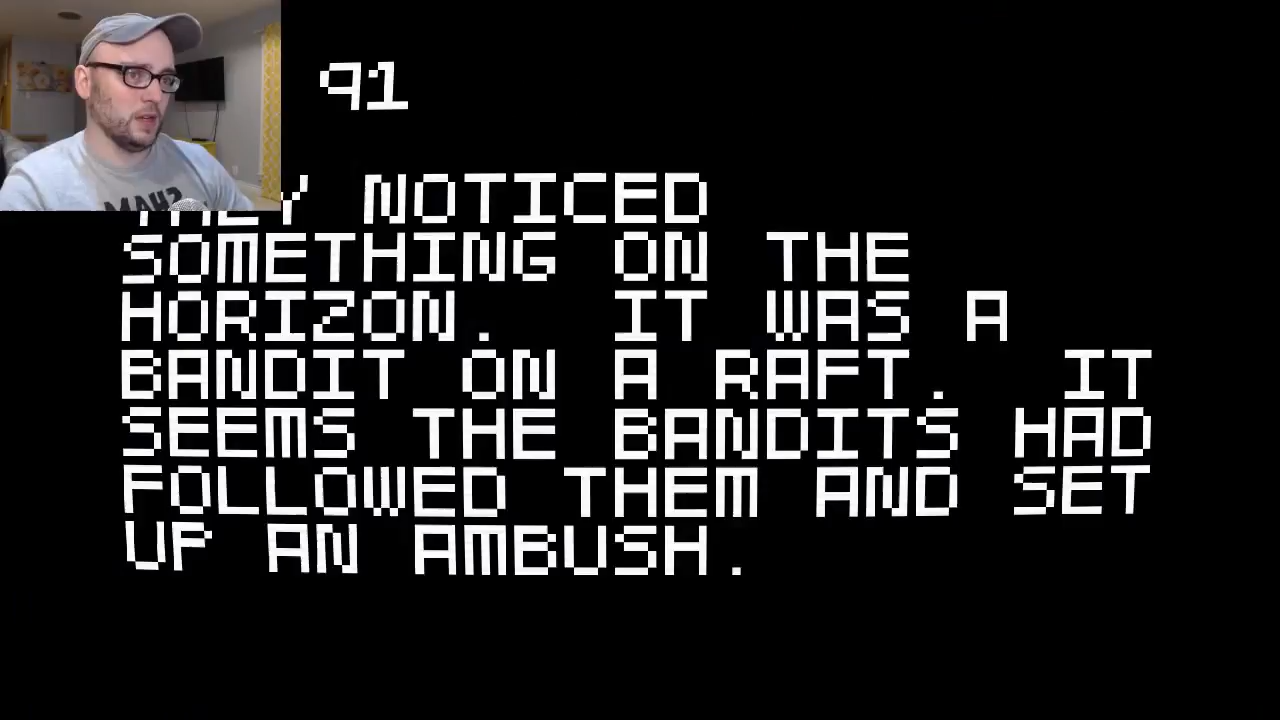 91
THEY NOTICED
SOMETHING ON THE
HORIZON. IT WAS A
BANDIT ON A RAFT. IT
SEEMS THE BANDITS HAD
FOLLOWED THEM AND SET
UP AN AMBUSH.